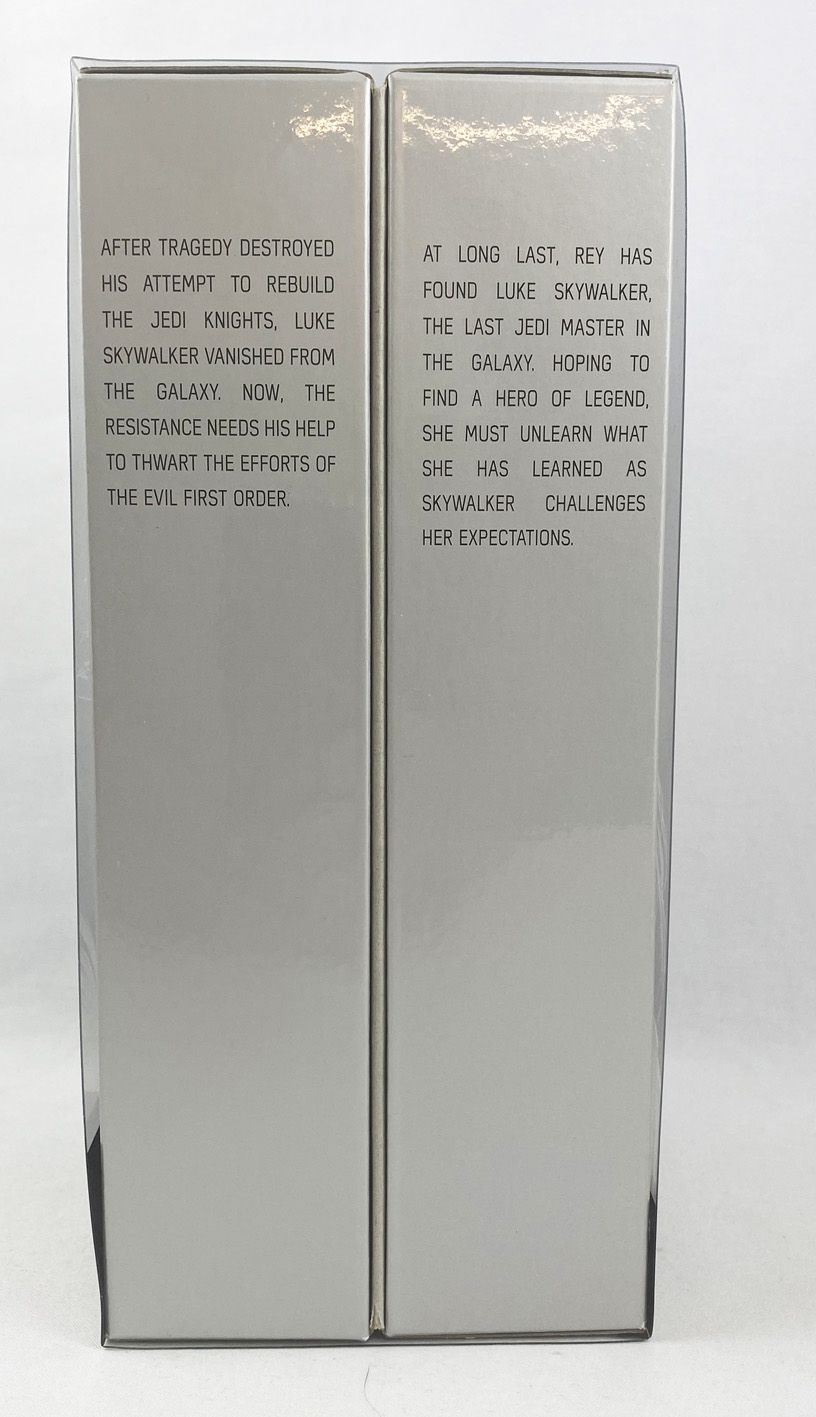 AFTER TRAGEDY DESTROYED
HIS ATTEMPT TO REBUILD
THE JEDI KNIGHTS, LUKE
SKYWALKER VANISHED FROM
THE GALAXY. NOW, THE
RESISTANCE NEEDS HIS HELP
TO THWART THE EFFORTS OF
THE EVIL FIRST ORDER.
AT LONG LAST, REY HAS
FOUND LUKE SKYWALKER,
THE LAST JEDI MASTER IN
THE GALAXY. HOPING TO
FIND A HERO OF LEGEND,
SHE MUST UNLEARN WHAT
SHE HAS LEARNED AS
SKYWALKER CHALLENGES
HER EXPECTATIONS.